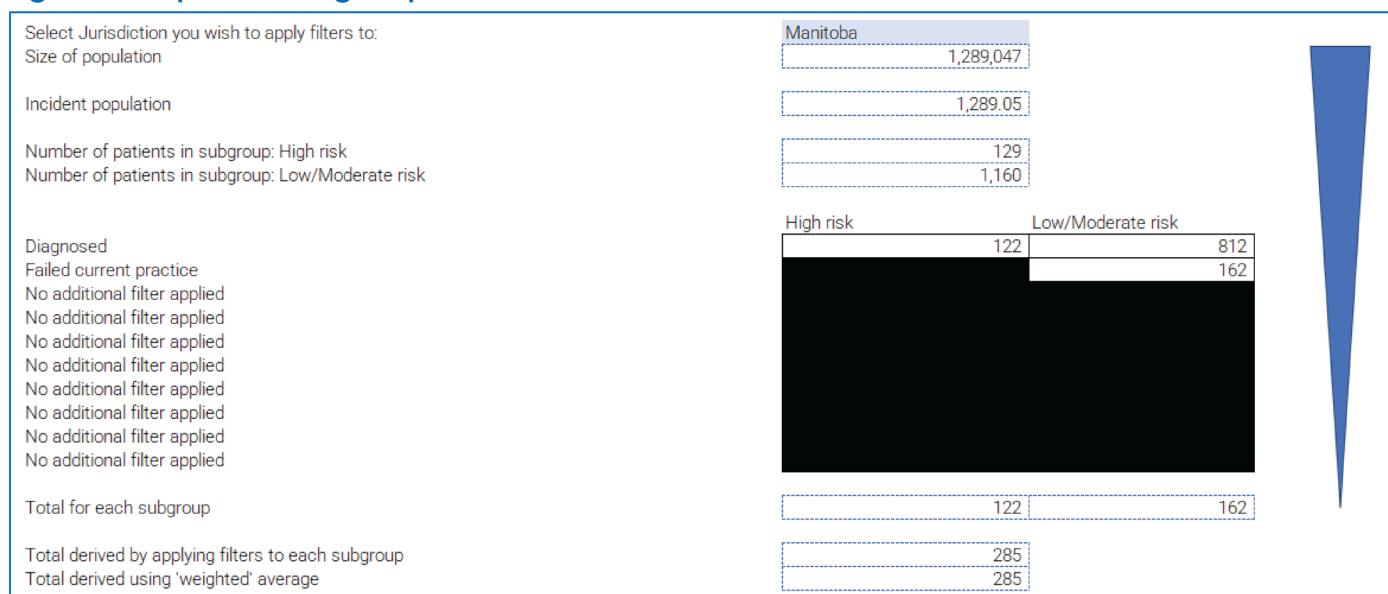 Select Jurisdiction you wish to apply filters to: Manitoba
Size of population 1,289,047
Incident population 1,289.05
Number of patients in subgroup: High risk 129
Number of patients in subgroup: Low/Moderate risk 1,160
High risk Low/Moderate risk
Diagnosed 122 812
Failed current practice 162
No additional filter applied
No additional filter applied
No additional filter applied
No additional filter applied
No additional filter applied
No additional filter applied
No additional filter applied
No additional filter applied
Total for each subgroup 122 162
Total derived by applying filters to each subgroup 285
Total derived using 'weighted' average 285